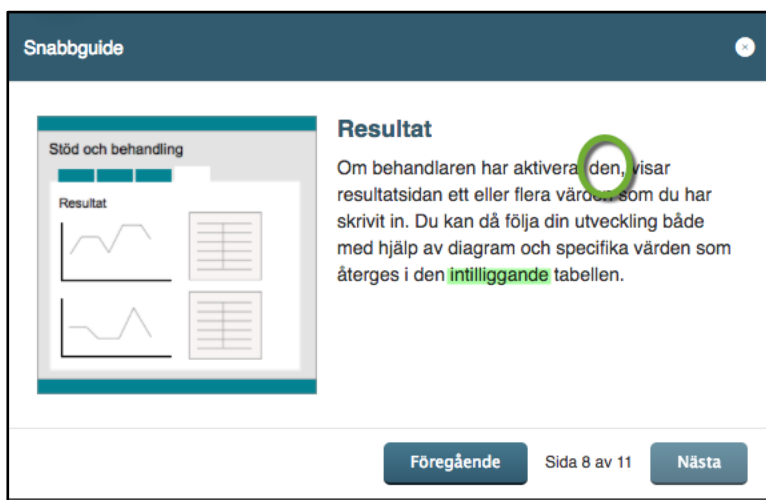 Snabbguide
Stöd och behandling
Resultat
Resultat
Om behandlaren har aktiverat den, visar
resultatsidan ett eller flera värden som du har
skrivit in. Du kan då följa din utveckling både
med hjälp av diagram och specifika värden som
återges i den intilliggande tabellen.
Föregående
Sida 8 av 11
Nästa